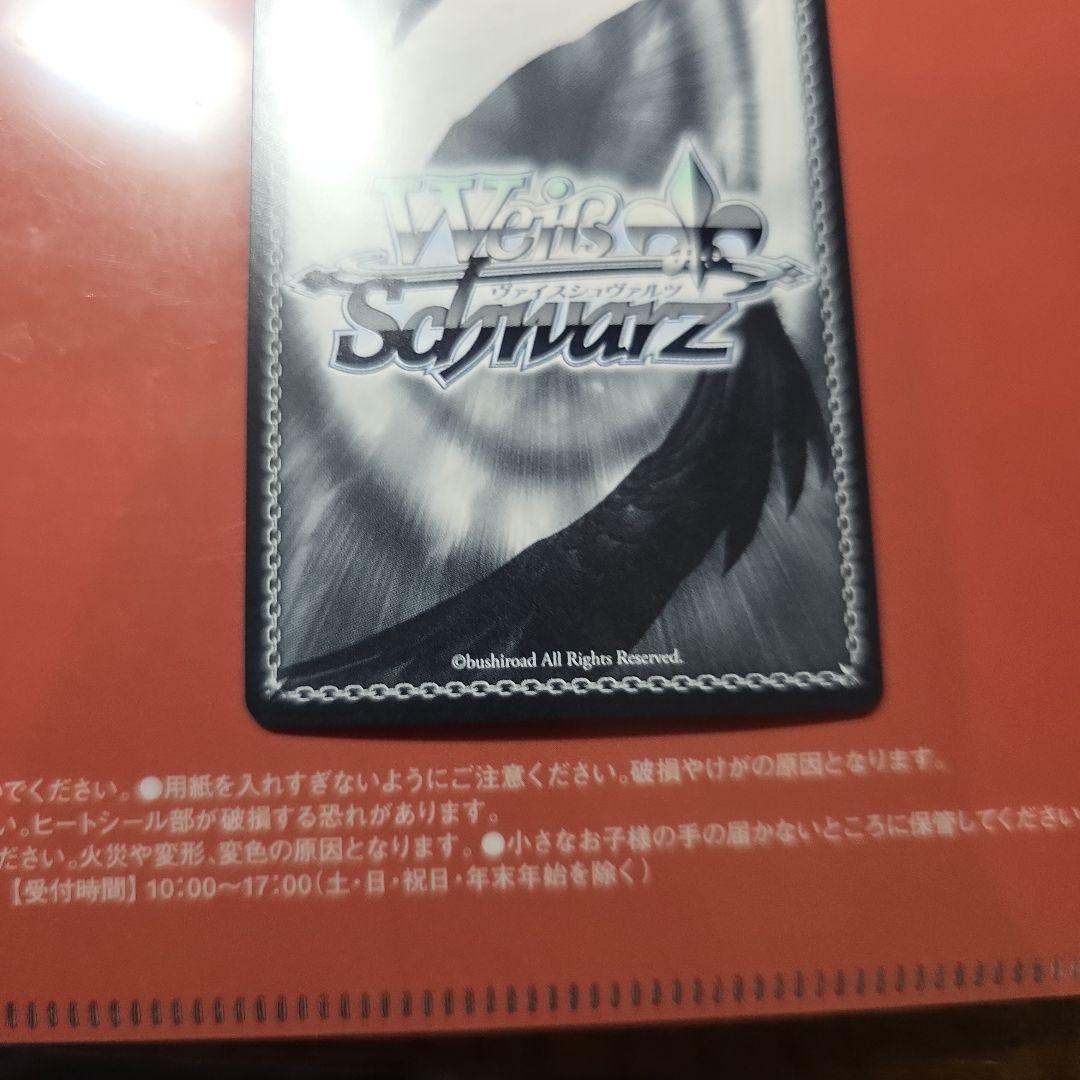 Weiß
ヴァイスシュヴァルツ
Schwarz
©bushiroad All Rights Reserved.
でください。●用紙を入れすぎないようにご注意ください。破損やけがの原因となります。
い。ヒートシール部が破損する恐れがあります。
ださい。火災や変形、変色の原因となります。●小さなお子様の手の届かないところに保管してください
【受付時間】10:00〜17:00(土・日・祝日・年末年始を除く)